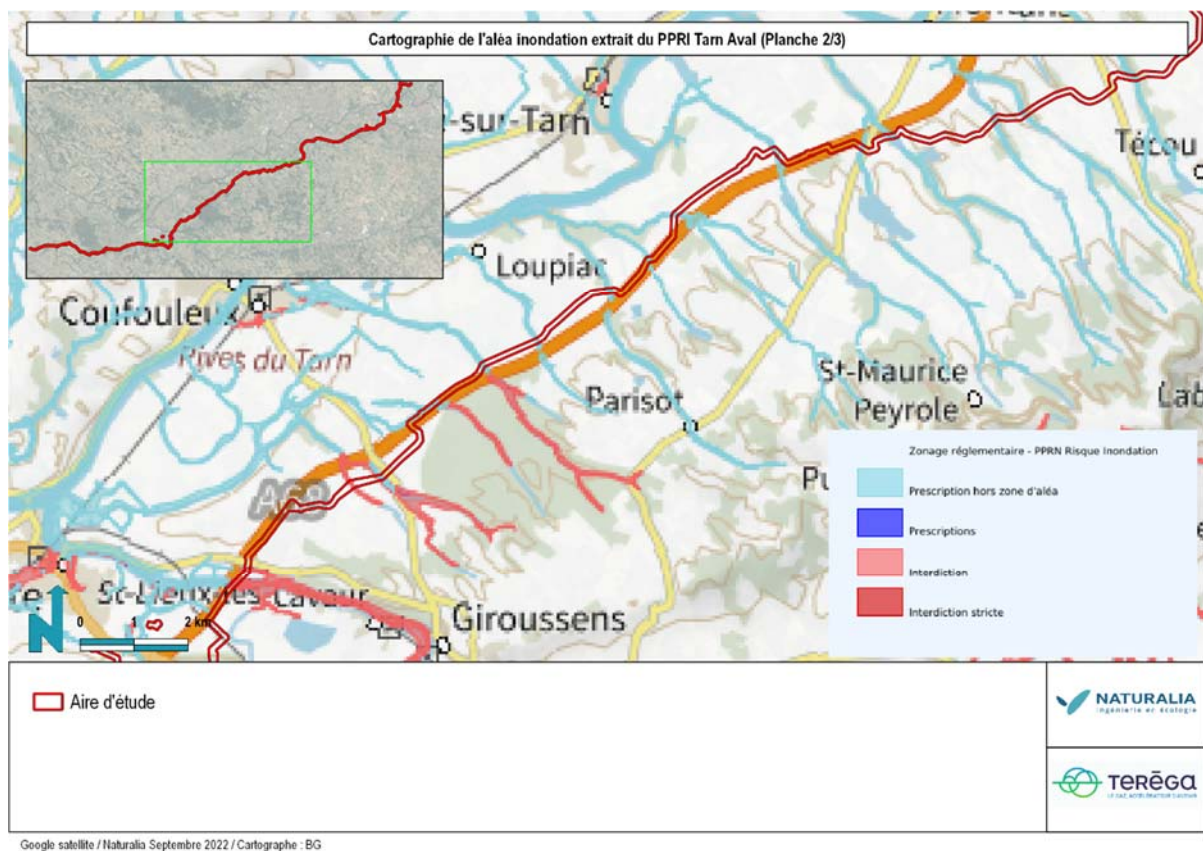 Cartographie de l'aléa inondation extrait du PPRI Tarn Aval (Planche 2/3)
-sur-Tarn
Técou
Loupiac
Coufouleux
Rives du Tarn
St-Maurice
Peyrole
Parisot
Lac
Pu
Zonage réglementaire - PPRN Risque Inondation
Prescription hors zone d'aléa
Prescriptions
Interdiction
Interdiction stricte
A68
St-Lieux-lès-Lavaur
Giroussens
N
0 1 2 km
Aire d'étude
NATURALIA
Ingénierie en écologie
TERĒGA
Google satellite / Naturalia Septembre 2022 / Cartographe : BG